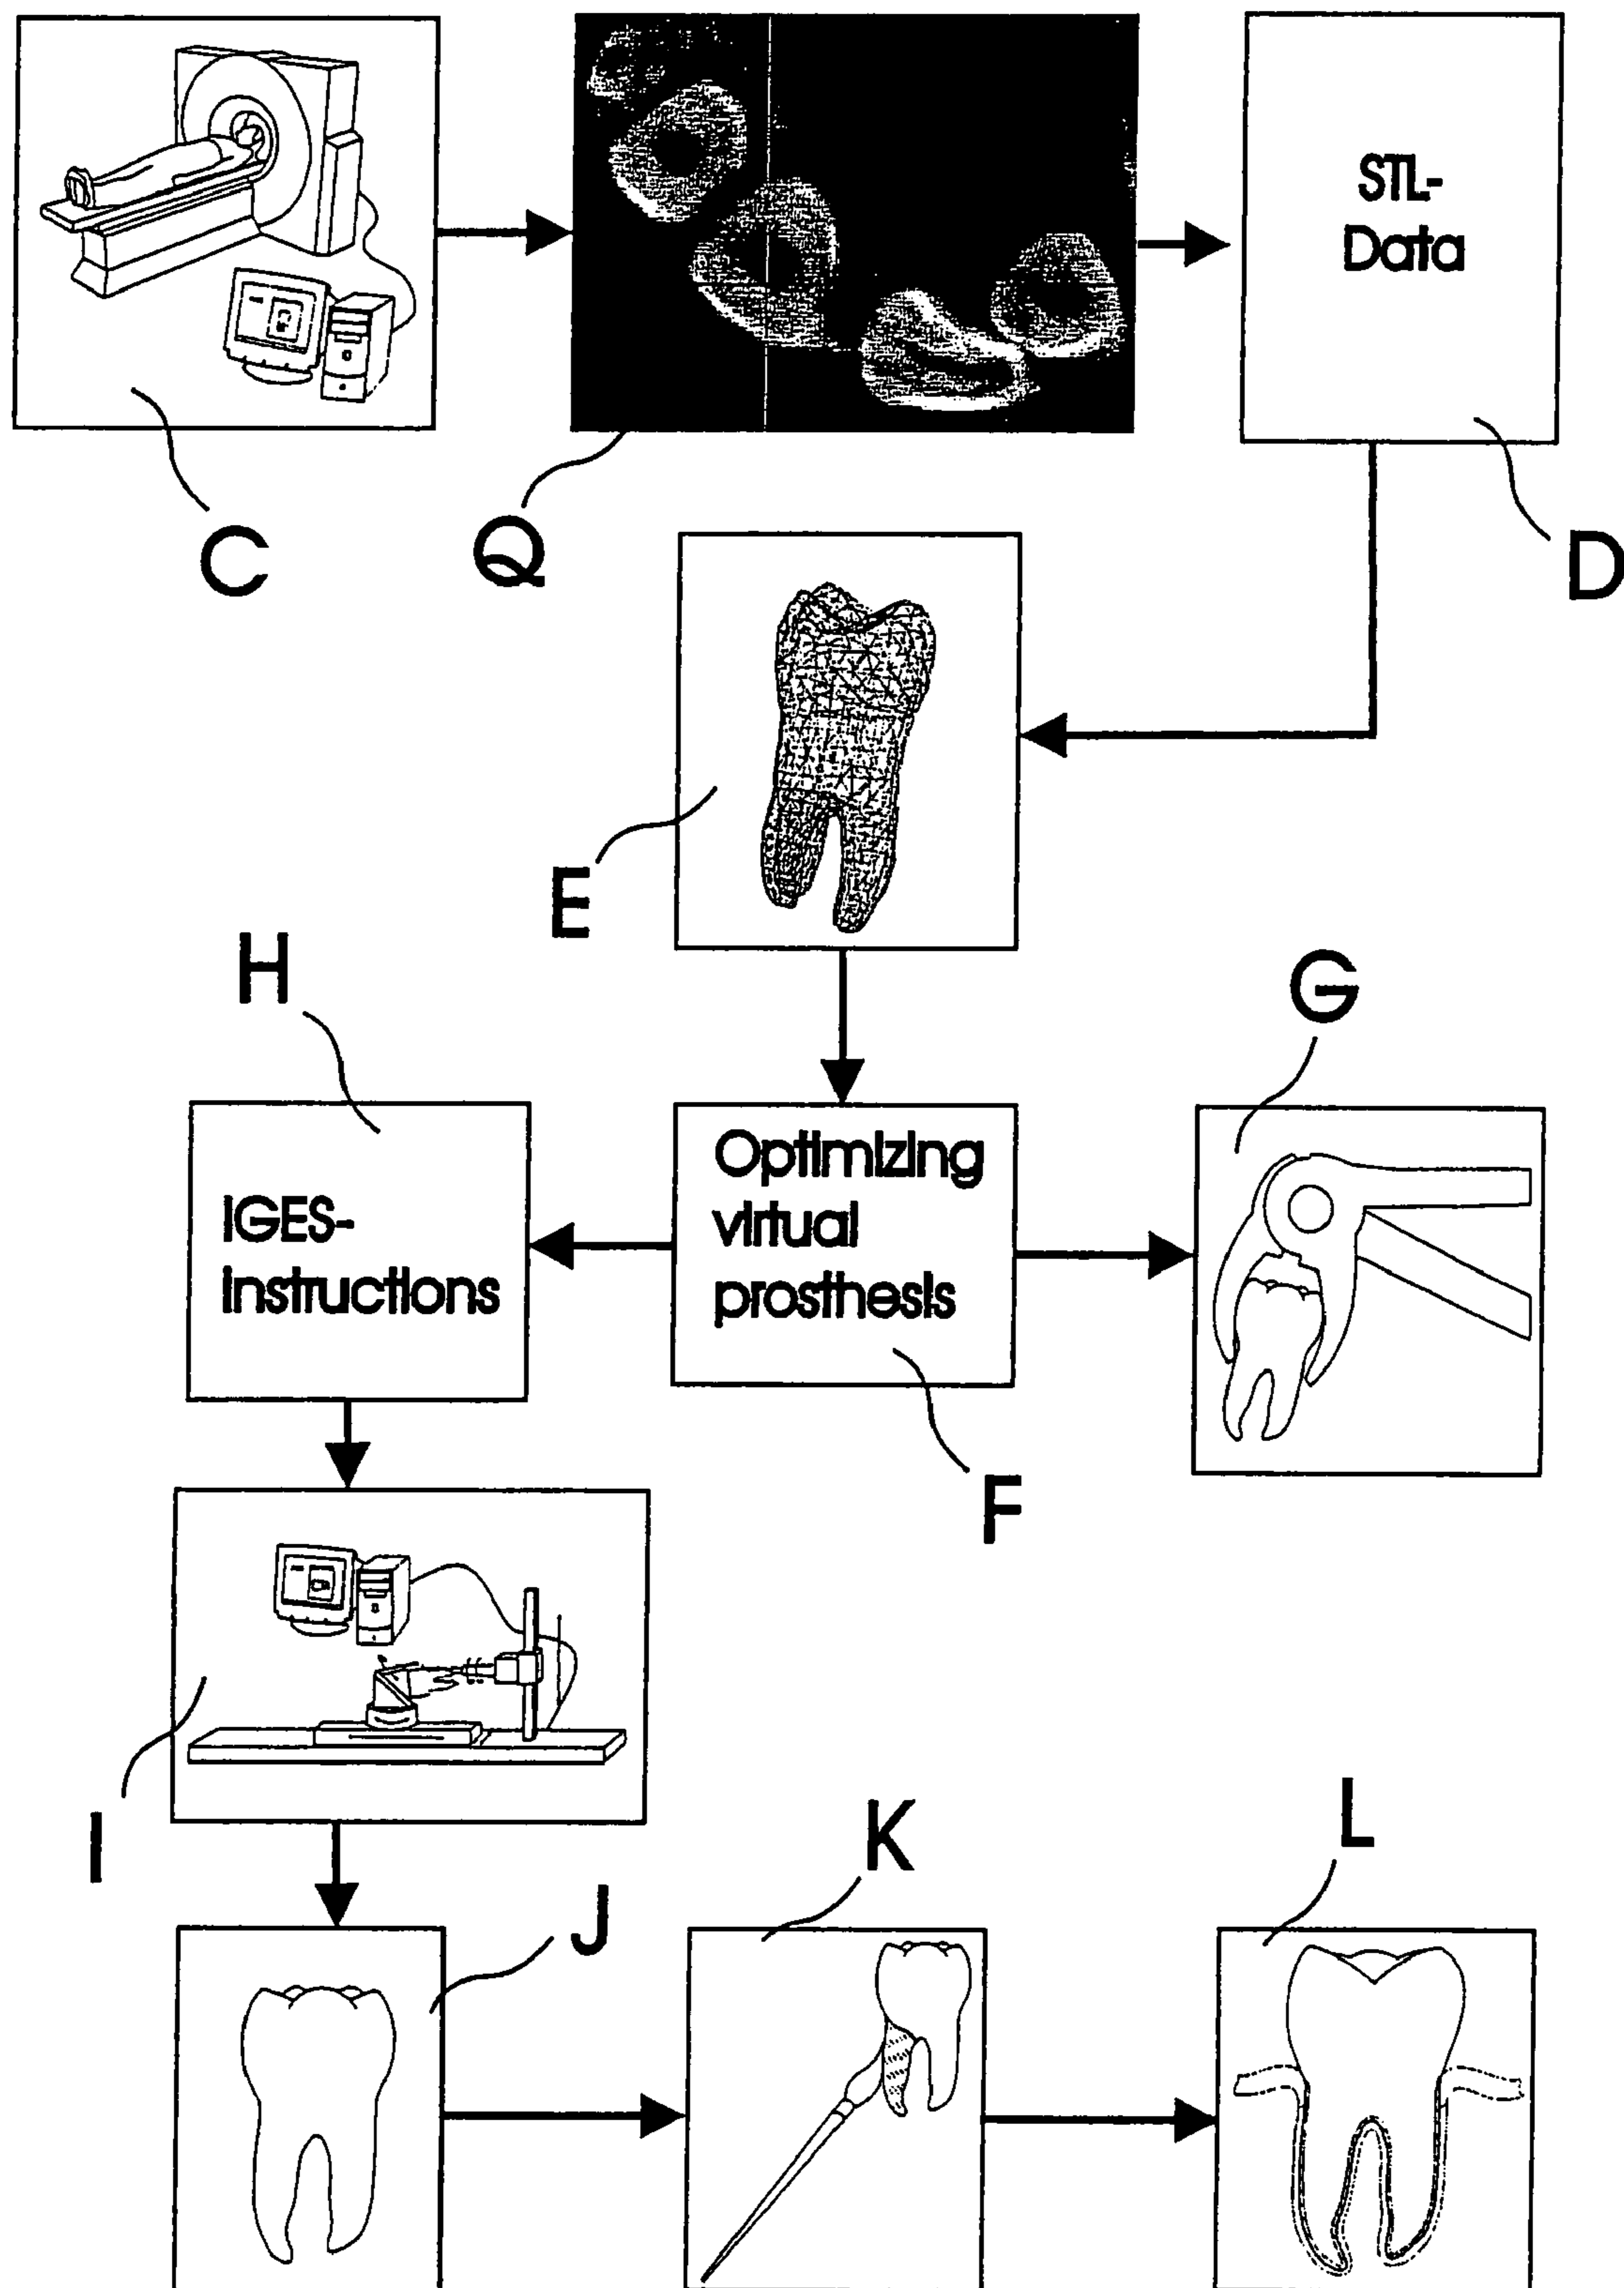 STL-
Data
C
Q
D
E
H
G
IGES-
Instructions
Optimizing
virtual
prosthesis
F
I
K
L
J